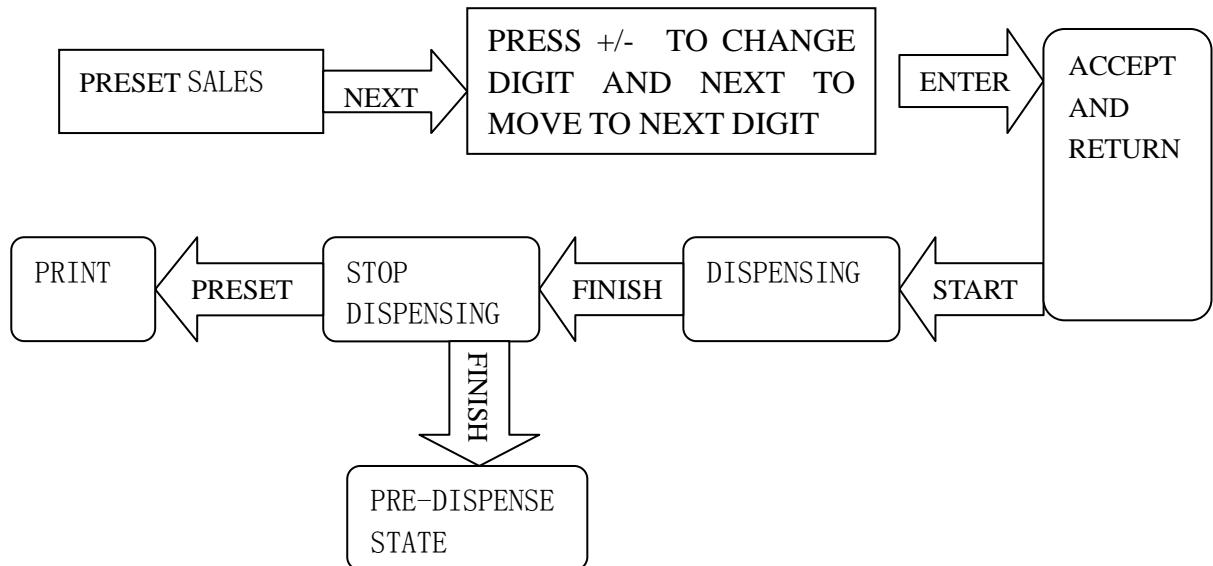 PRESET SALES
NEXT
PRESS +/- TO CHANGE
DIGIT AND NEXT TO
MOVE TO NEXT DIGIT
ENTER
ACCEPT
AND
RETURN
PRINT
PRESET
STOP
DISPENSING
FINISH
DISPENSING
START
FINISH
PRE-DISPENSE
STATE